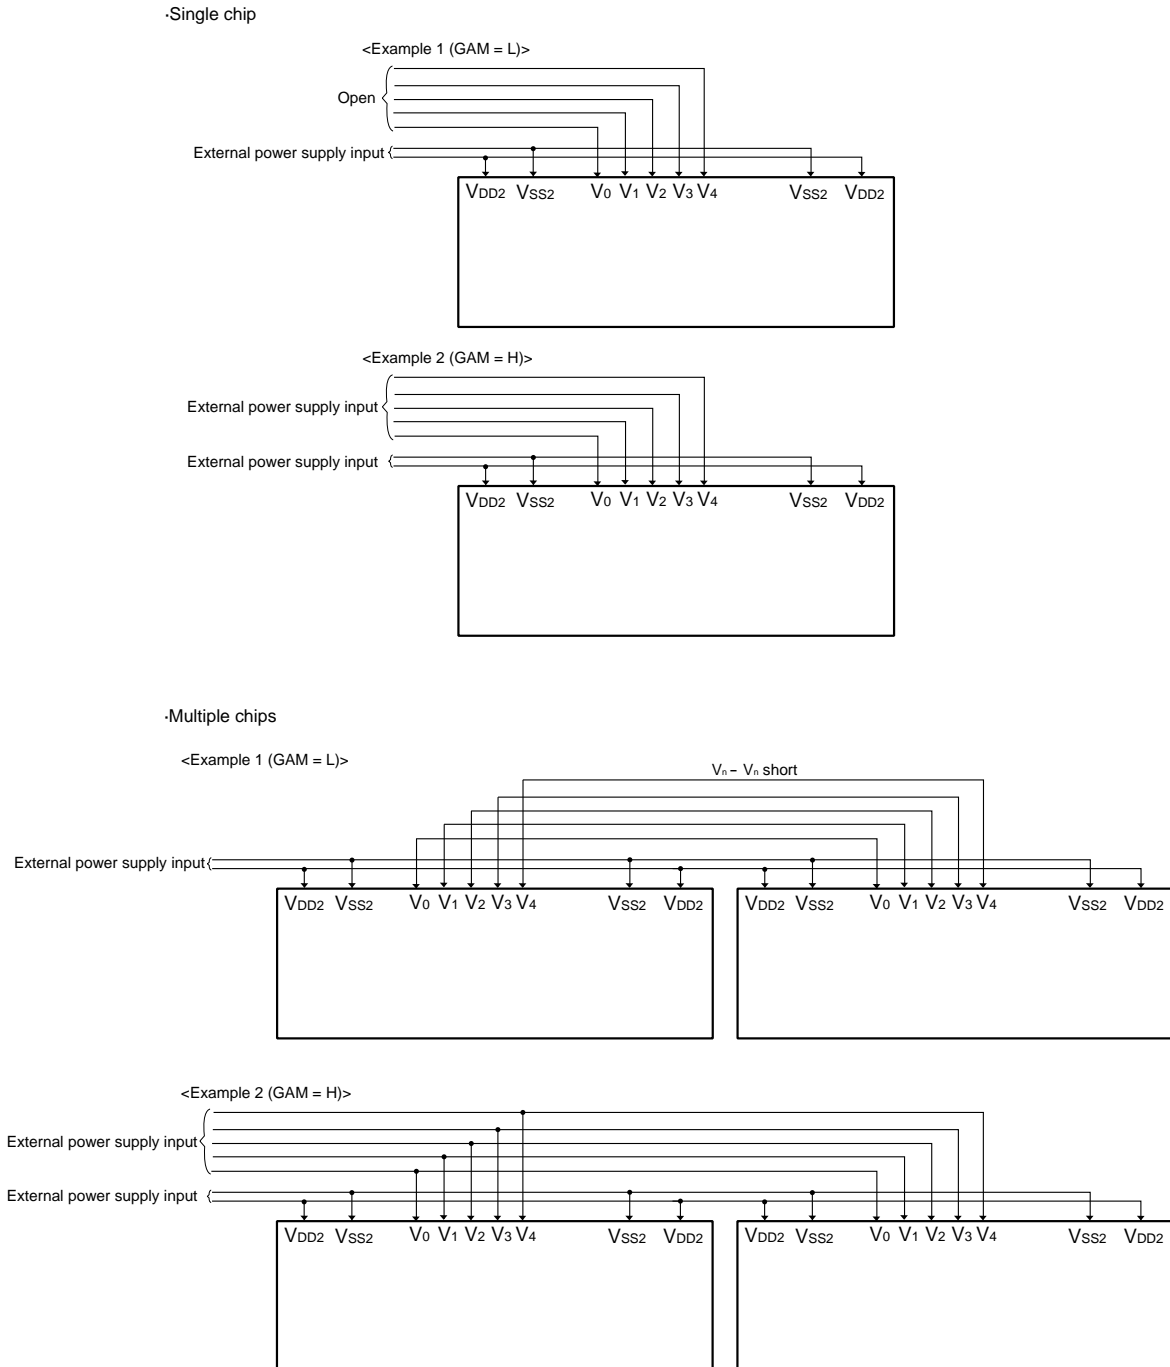 ·Single chip
<Example 1 (GAM = L)>
Open
External power supply input
VDD2 VSS2 V0 V1 V2 V3 V4 VSS2 VDD2
<Example 2 (GAM = H)>
External power supply input
External power supply input
VDD2 VSS2 V0 V1 V2 V3 V4 VSS2 VDD2
·Multiple chips
<Example 1 (GAM = L)>
Vn – Vn short
External power supply input
VDD2 VSS2 V0 V1 V2 V3 V4 VSS2 VDD2 VDD2 VSS2 V0 V1 V2 V3 V4 VSS2 VDD2
<Example 2 (GAM = H)>
External power supply input
External power supply input
VDD2 VSS2 V0 V1 V2 V3 V4 VSS2 VDD2 VDD2 VSS2 V0 V1 V2 V3 V4 VSS2 VDD2